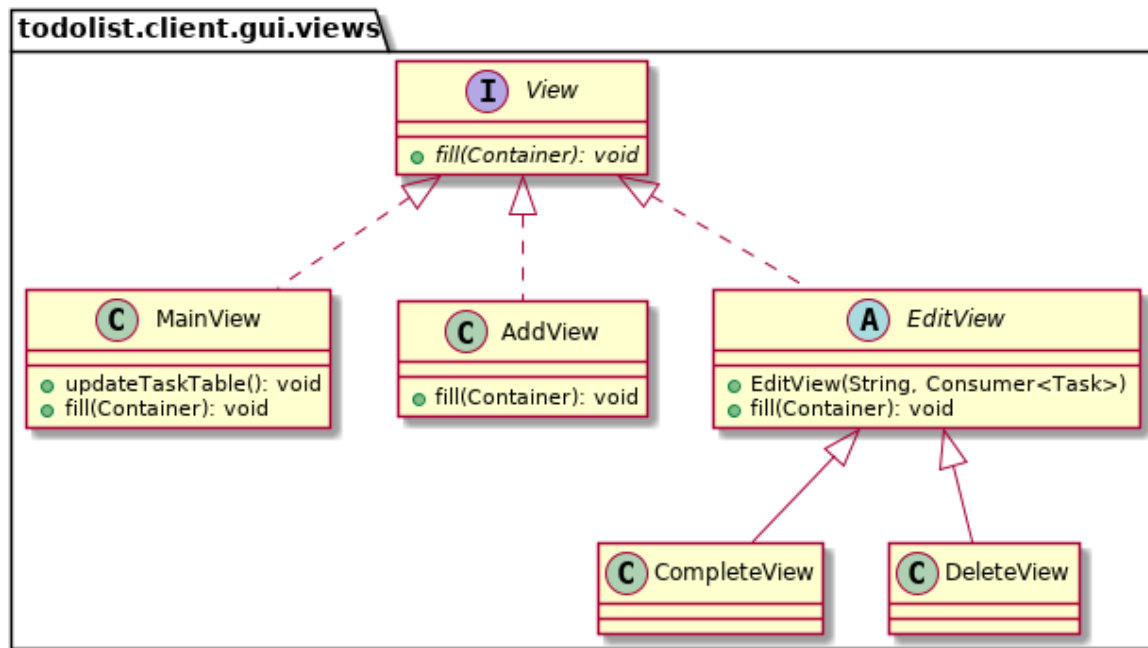 todolist.client.gui.views
I View
fill(Container): void
C MainView
updateTaskTable(): void
fill(Container): void
C AddView
fill(Container): void
A EditView
EditView(String, Consumer<Task>)
fill(Container): void
C CompleteView
C DeleteView